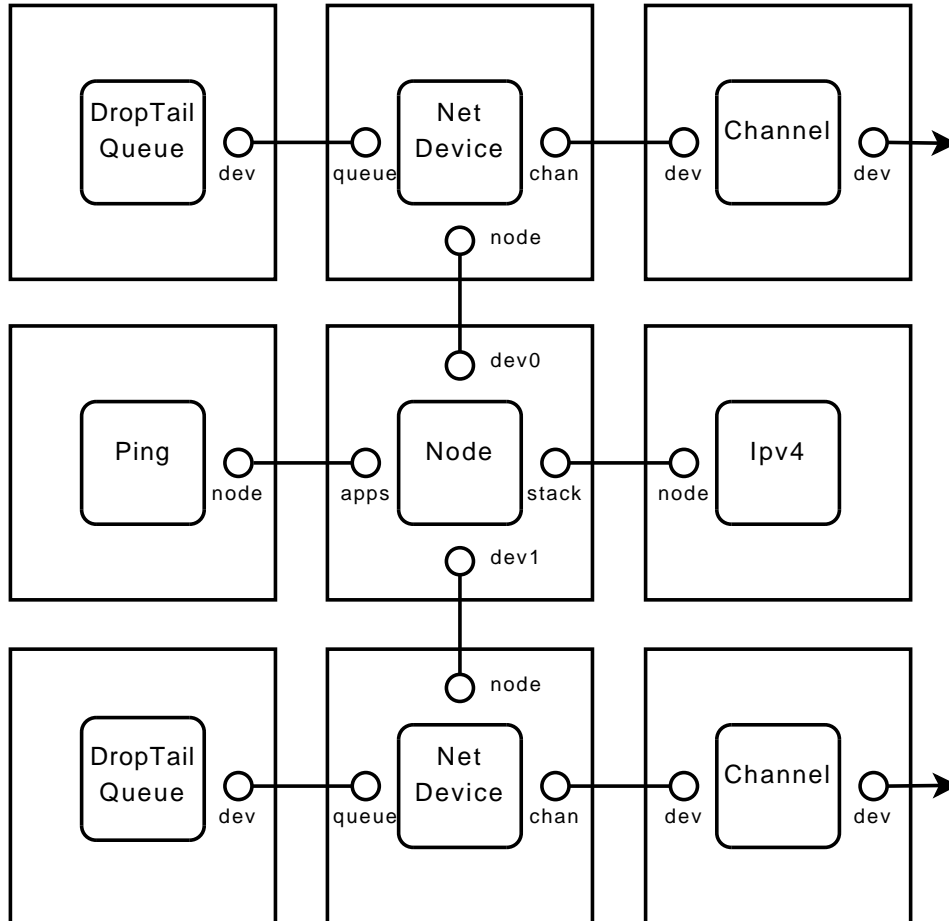 DropTail
Queue
dev
queue
Net
Device
chan
dev
Channel
dev
node
dev0
Ping
node
apps
Node
stack
node
Ipv4
dev1
node
DropTail
Queue
dev
queue
Net
Device
chan
dev
Channel
dev